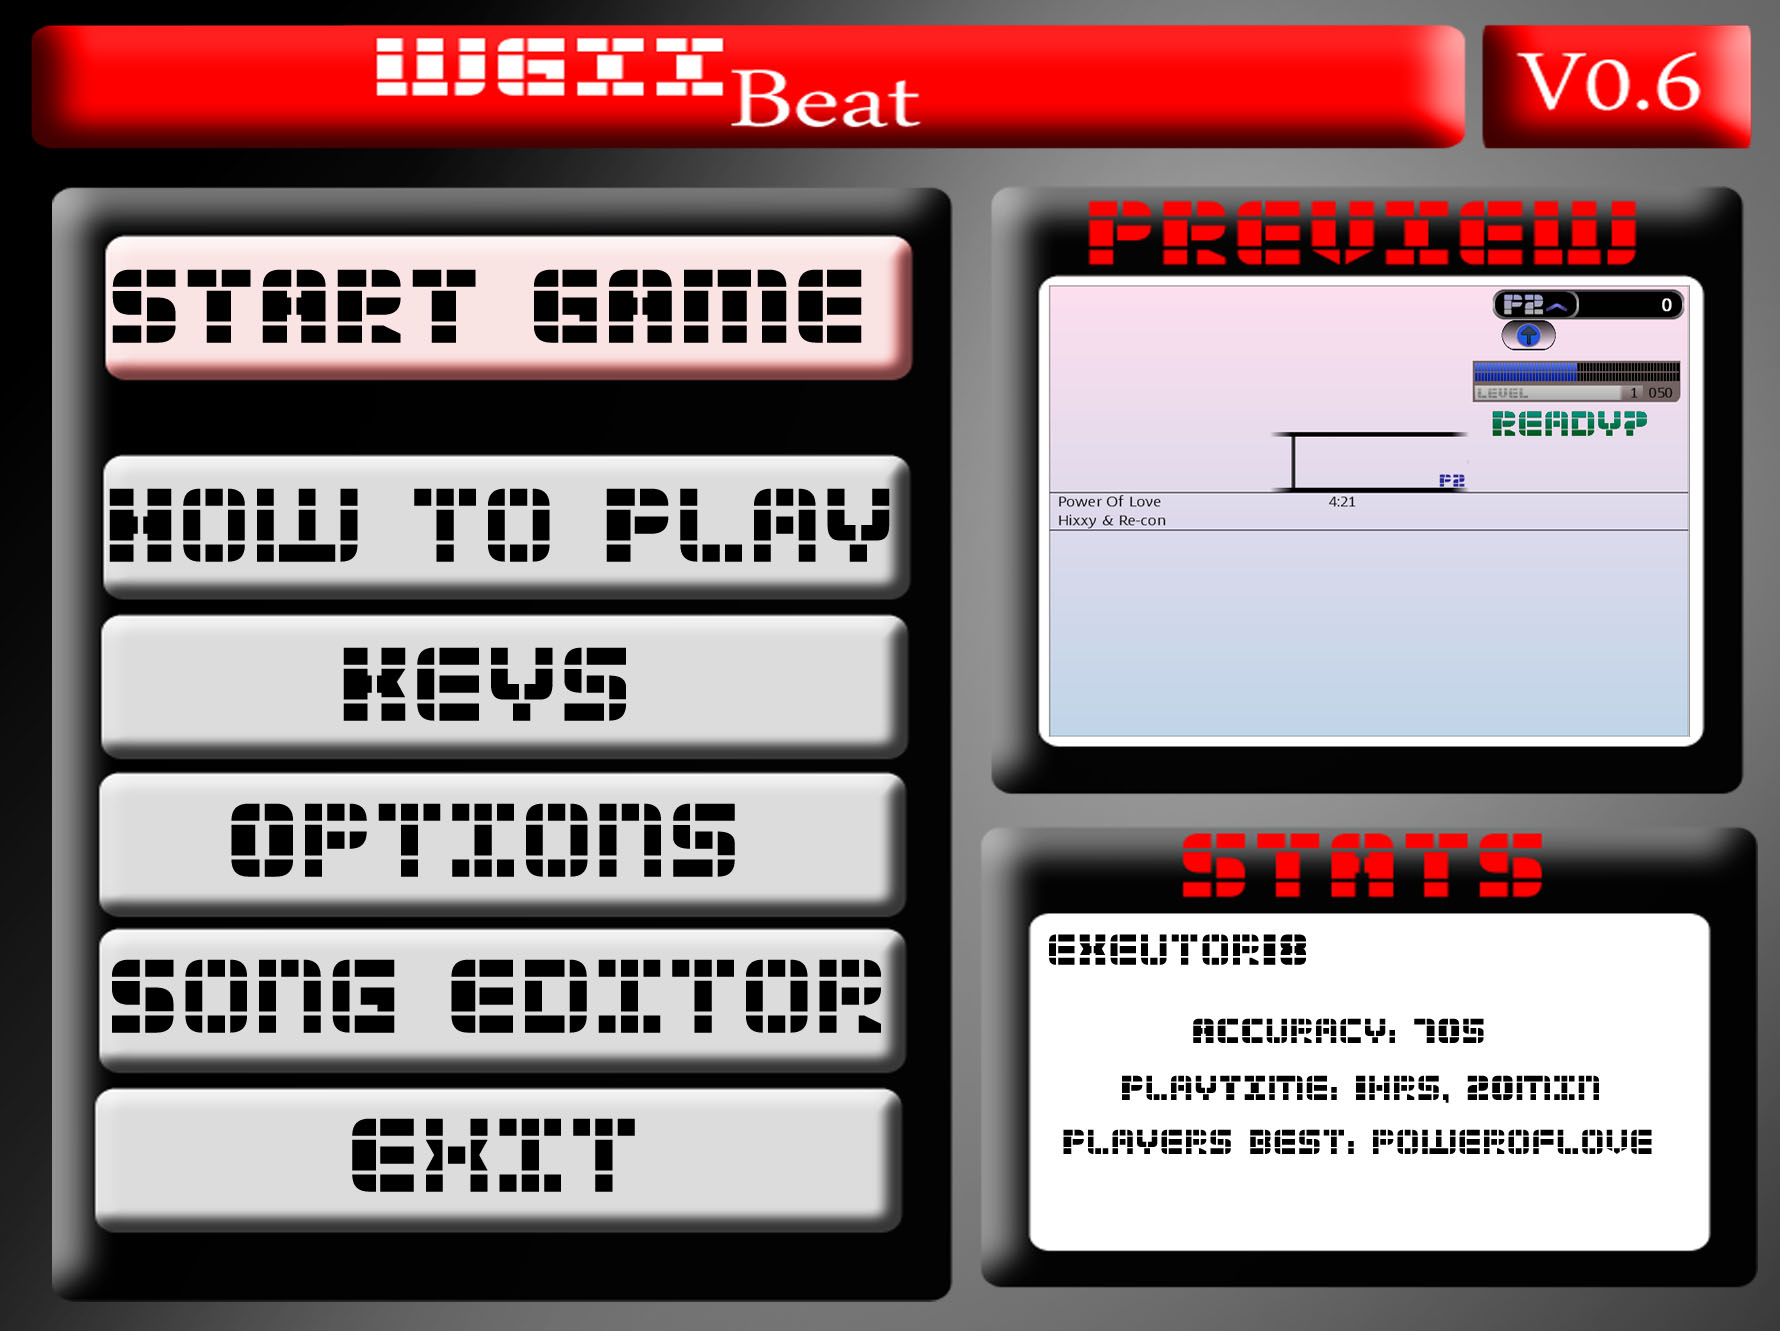 WGII Beat
V0.6
START GAME
HOW TO PLAY
KEYS
OPTIONS
SONG EDITOR
EXIT
PREVIEW
P2 0
LEVEL 1 050
READY?
P2
Power Of Love 4:21
Hixxy & Re-con
STATS
EXEUTOR18
ACCURACY: 705
PLAYTIME: 1HRS, 20MIN
PLAYERS BEST: POWEROFLOVE